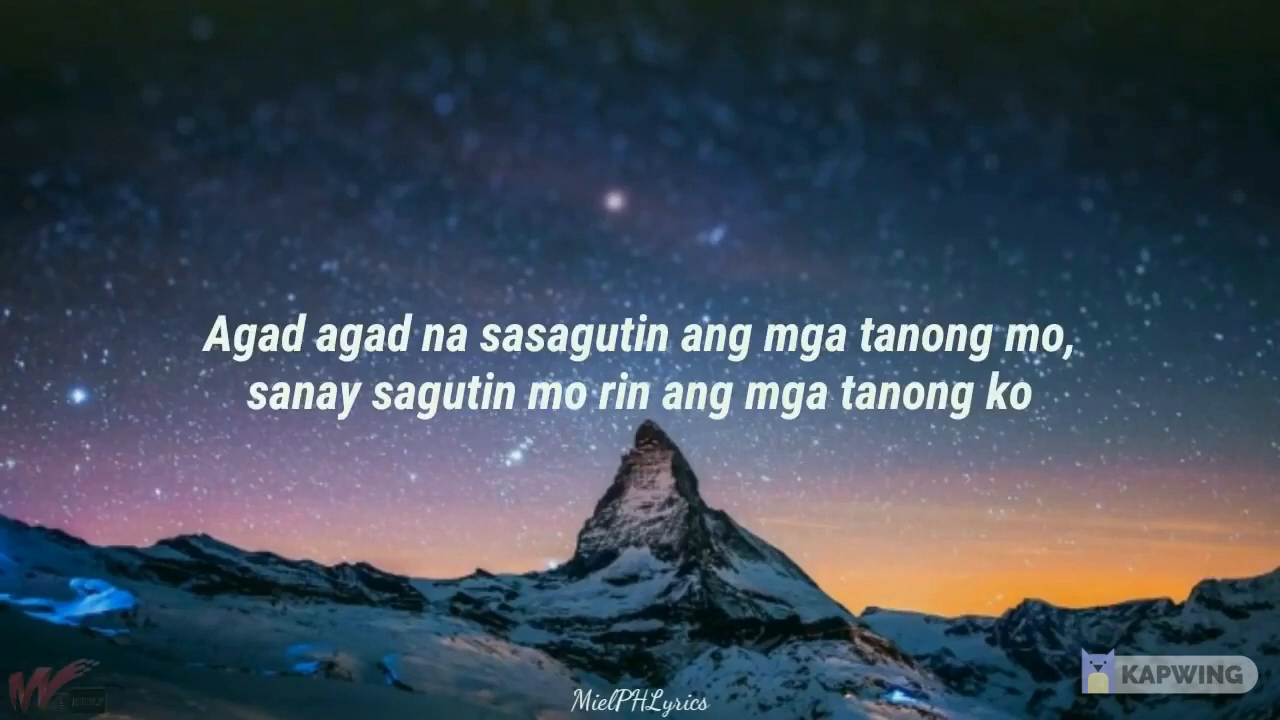 Agad agad na sasagutin ang mga tanong mo,
sanay sagutin mo rin ang mga tanong ko
KAPWING
MielPHLyrics